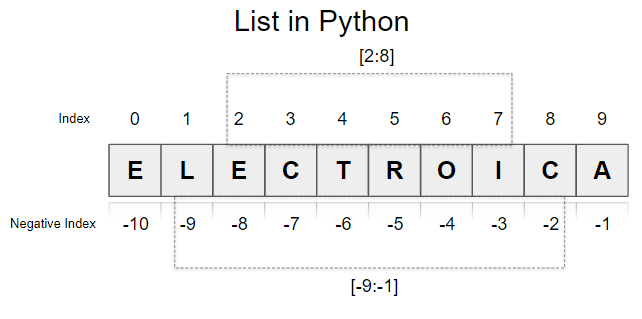 List in Python
[2:8]
Index 0 1 2 3 4 5 6 7 8 9
E L E C T R O I C A
Negative Index -10 -9 -8 -7 -6 -5 -4 -3 -2 -1
[-9:-1]